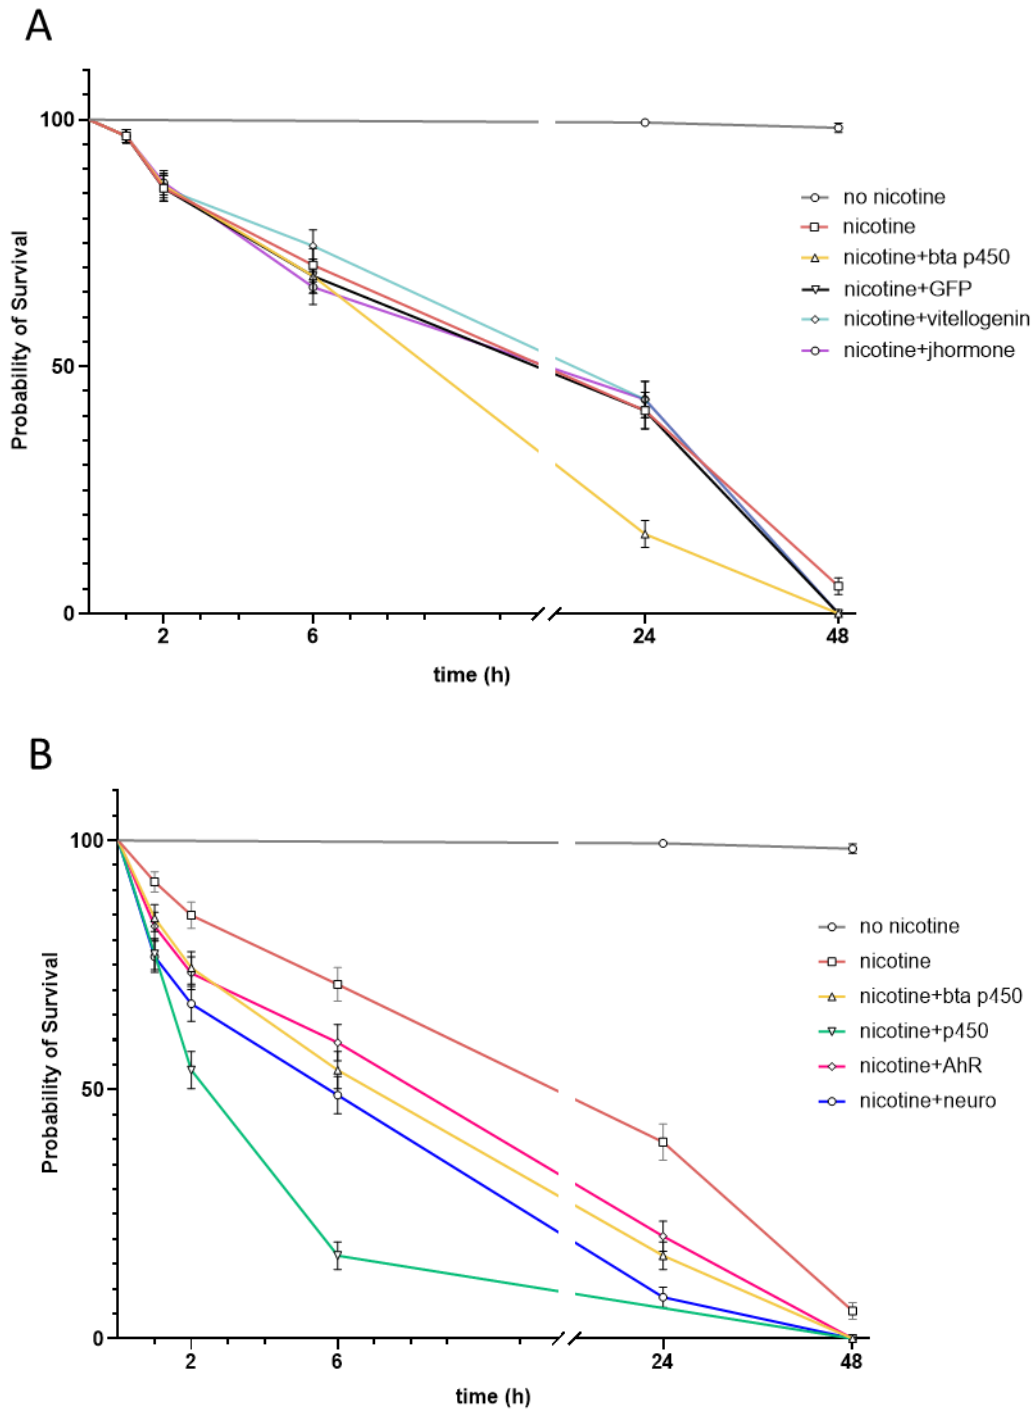 A
100
50
0
Probability of Survival
2 6 24 48
time (h)
no nicotine
nicotine
nicotine+bta p450
nicotine+GFP
nicotine+vitellogenin
nicotine+jhormone
B
100
50
0
Probability of Survival
2 6 24 48
time (h)
no nicotine
nicotine
nicotine+bta p450
nicotine+p450
nicotine+AhR
nicotine+neuro